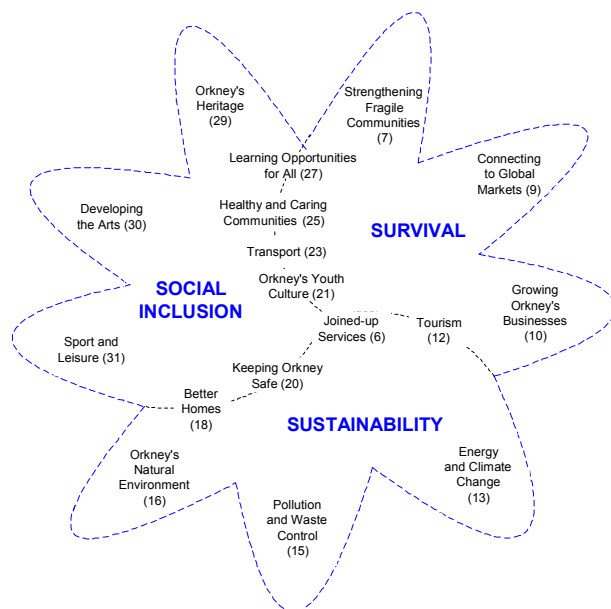 Orkney's
Heritage
(29)
Strengthening
Fragile
Communities
(7)
Learning Opportunities
for All (27)
Connecting
to Global
Markets (9)
Developing
the Arts (30)
Healthy and Caring
Communities (25)
SURVIVAL
Transport (23)
SOCIAL
INCLUSION
Orkney's Youth
Culture (21)
Growing
Orkney's
Businesses
(10)
Joined-up
Services (6)
Tourism
(12)
Sport and
Leisure (31)
Keeping Orkney
Safe (20)
Better
Homes
(18)
SUSTAINABILITY
Orkney's
Natural
Environment
(16)
Energy
and Climate
Change
(13)
Pollution
and Waste
Control
(15)